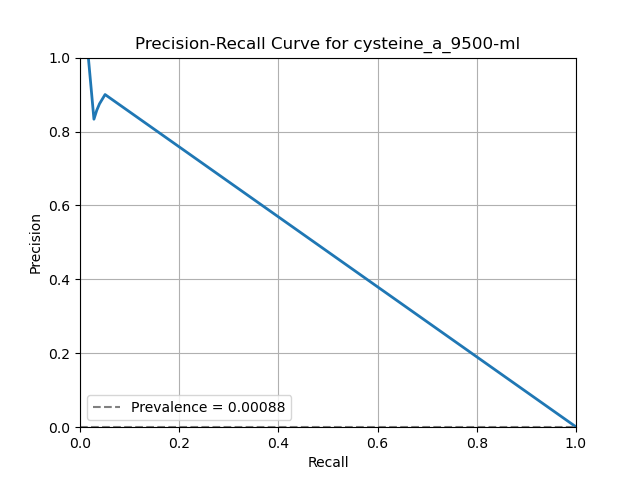 Precision-Recall Curve for cysteine_a_9500-ml
1.0
0.8
0.6
0.4
0.2
0.0
Precision
Prevalence = 0.00088
0.0 0.2 0.4 0.6 0.8 1.0
Recall